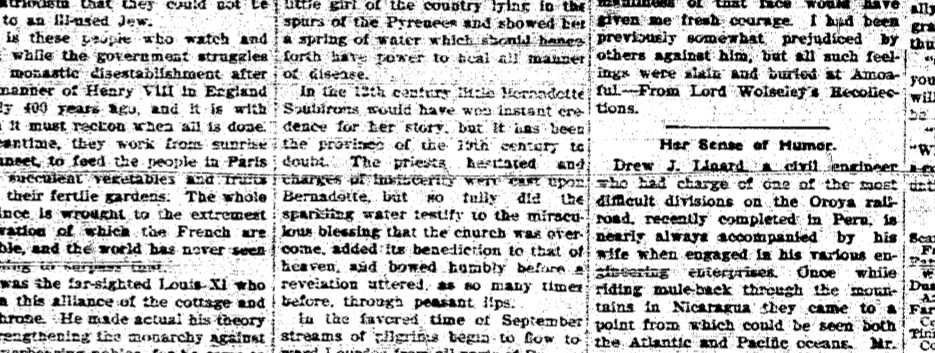 atriotism that they could not be
to an ill-used Jew.
is these people who watch and
while the government struggles
monastic disestablishment after
manner of Henry VIII in England
ly 400 years ago, and it is with
it must reckon when all is done.
antime, they work from sunrise
unset, to feed the people in Paris
succulent vegetables and fruits
their fertile gardens. The whole
ince is wrought to the extremest
vation of which the French are
ble, and the world has never seen
was the far-sighted Louis XI who
this alliance of the cottage and
hrone. He made actual his theory
rengthening the monarchy against
little girl of the country lying in the
spurs of the Pyrenees and showed her
a spring of water which should hence
forth have power to heal all manner
of disease.
In the 12th century little Bernadette
Soubirous would have won instant cre-
dence for her story, but it has been
the province of the 19th century to
doubt. The priests hesitated and
charges of insincerity were cast upon
Bernadotte, but so fully did the
sparkling water testify to the miracu-
lous blessing that the church was over-
come, added its benediction to that of
heaven, and bowed humbly before a
revelation uttered, as so many times
before, through peasant lips.
In the favored time of September
streams of pilgrims begin to flow to-
manliness of that face would have
given me fresh courage. I had been
previously somewhat prejudiced by
others against him, but all such feel-
ings were slain and buried at Amoa-
ful—From Lord Wolseley's Recollec-
tions.
Her Sense of Humor.
Drew J. Linard a civil engineer
who had charge of one of the most
difficult divisions on the Oroya rail-
road, recently completed in Peru, is
nearly always accompanied by his
wife when engaged in his various en-
gineering enterprises. Once while
riding mule-back through the moun-
tains in Nicaragua they came to a
point from which could be seen both
the Atlantic and Pacific oceans. Mr.
ally
gra
thu
you
will
be
"W